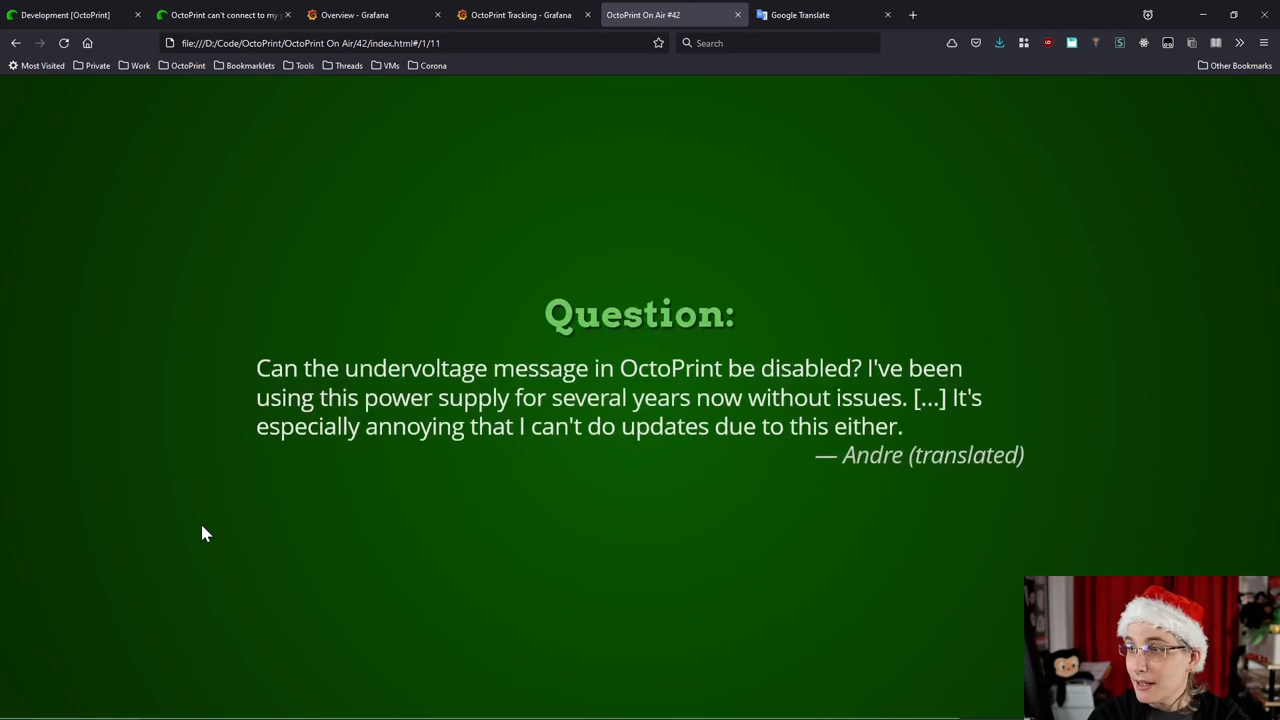 Development [OctoPrint]
OctoPrint can't connect to my p
Overview - Grafana
OctoPrint Tracking - Grafana
OctoPrint On Air #42
Google Translate
file:///D:/Code/OctoPrint/OctoPrint On Air/42/index.html#/1/11
Search
Most Visited
Private
Work
OctoPrint
Bookmarklets
Tools
Threads
VMs
Corona
Other Bookmarks
Question:
Can the undervoltage message in OctoPrint be disabled? I've been
using this power supply for several years now without issues. [...] It's
especially annoying that I can't do updates due to this either.
— Andre (translated)